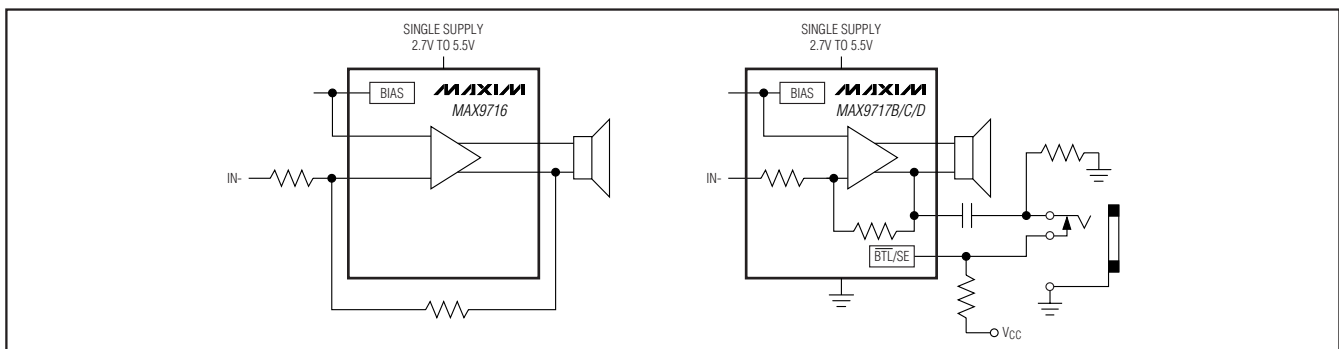 SINGLE SUPPLY
2.7V TO 5.5V
BIAS
MAXIM
MAX9716
IN-
SINGLE SUPPLY
2.7V TO 5.5V
BIAS
MAXIM
MAX9717B/C/D
IN-
BTL/SE
VCC